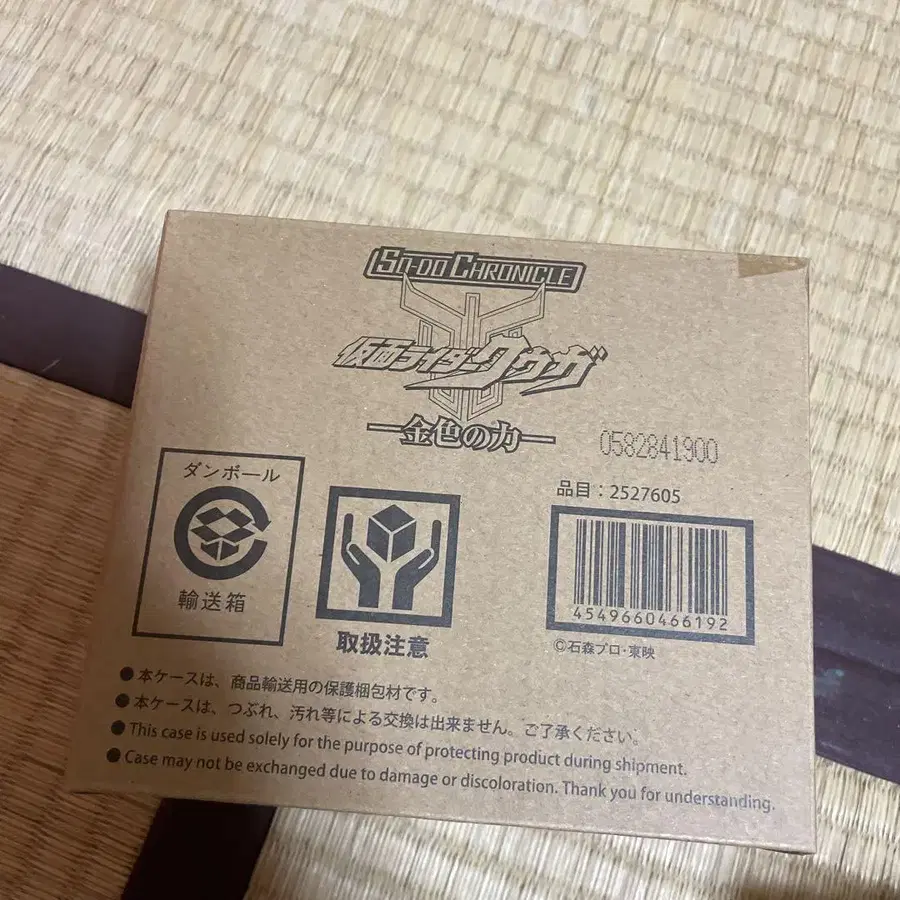 SO-DO CHRONICLE
仮面ライダークウガ
金色の力
0582841900
品目：2527605
4549660466192
©石森プロ・東映
ダンボール
輸送箱
取扱注意
●本ケースは、商品輸送用の保護梱包材です。
●本ケースは、つぶれ、汚れ等による交換は出来ません。ご了承ください。
●This case is used solely for the purpose of protecting product during shipment.
●Case may not be exchanged due to damage or discoloration. Thank you for understanding.